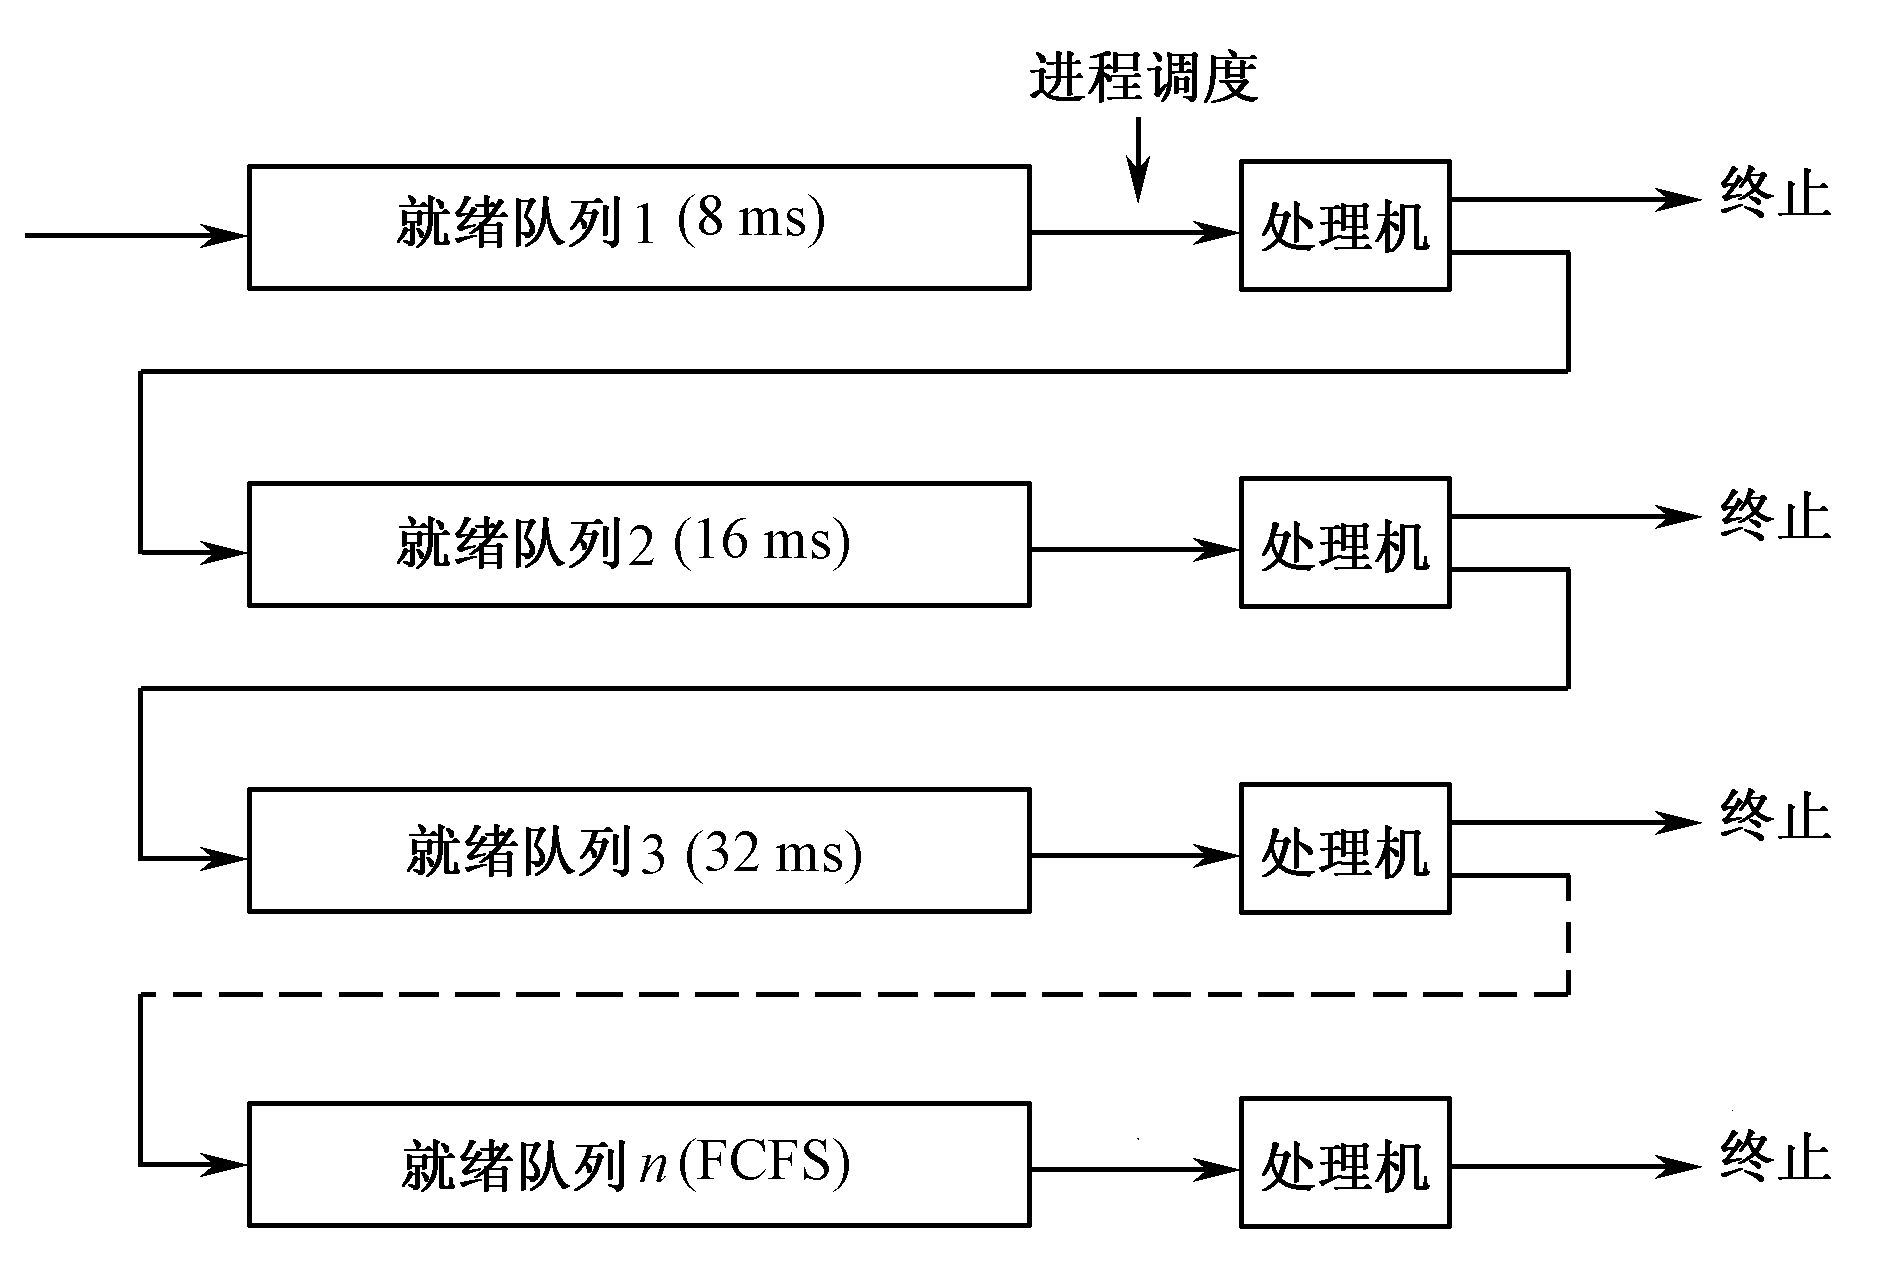 进程调度
就绪队列1 (8 ms) 处理机 终止
就绪队列2 (16 ms) 处理机 终止
就绪队列3 (32 ms) 处理机 终止
就绪队列n(FCFS) 处理机 终止